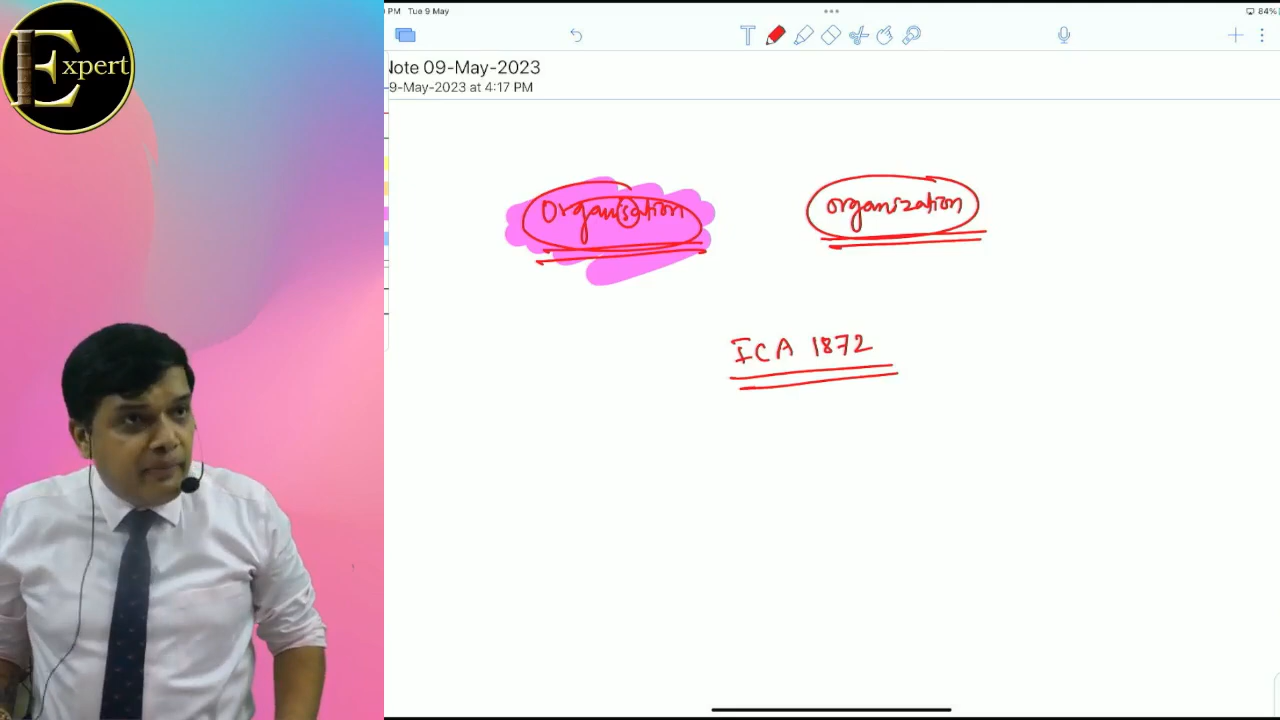 Expert
PM Tue 9 May
84%
Note 09-May-2023
9-May-2023 at 4:17 PM
Organisation
Organization
ICA 1872